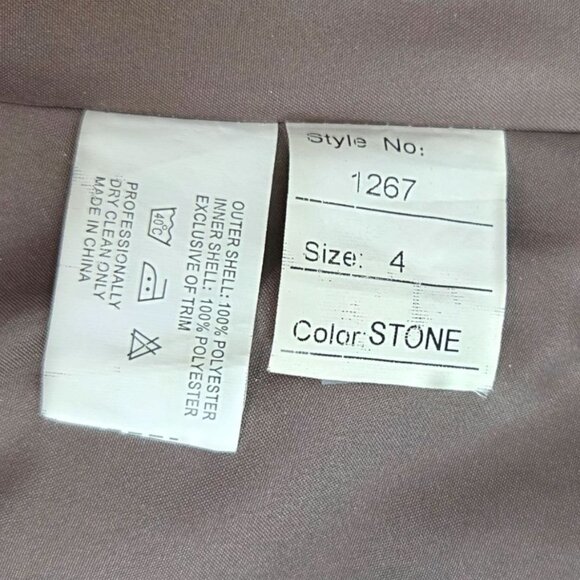 OUTER SHELL: 100% POLYESTER
INNER SHELL: 100% POLYESTER
EXCLUSIVE OF TRIM
40°C
PROFESSIONALLY
DRY CLEAN ONLY
MADE IN CHINA
Style No:
1267
Size: 4
Color:STONE